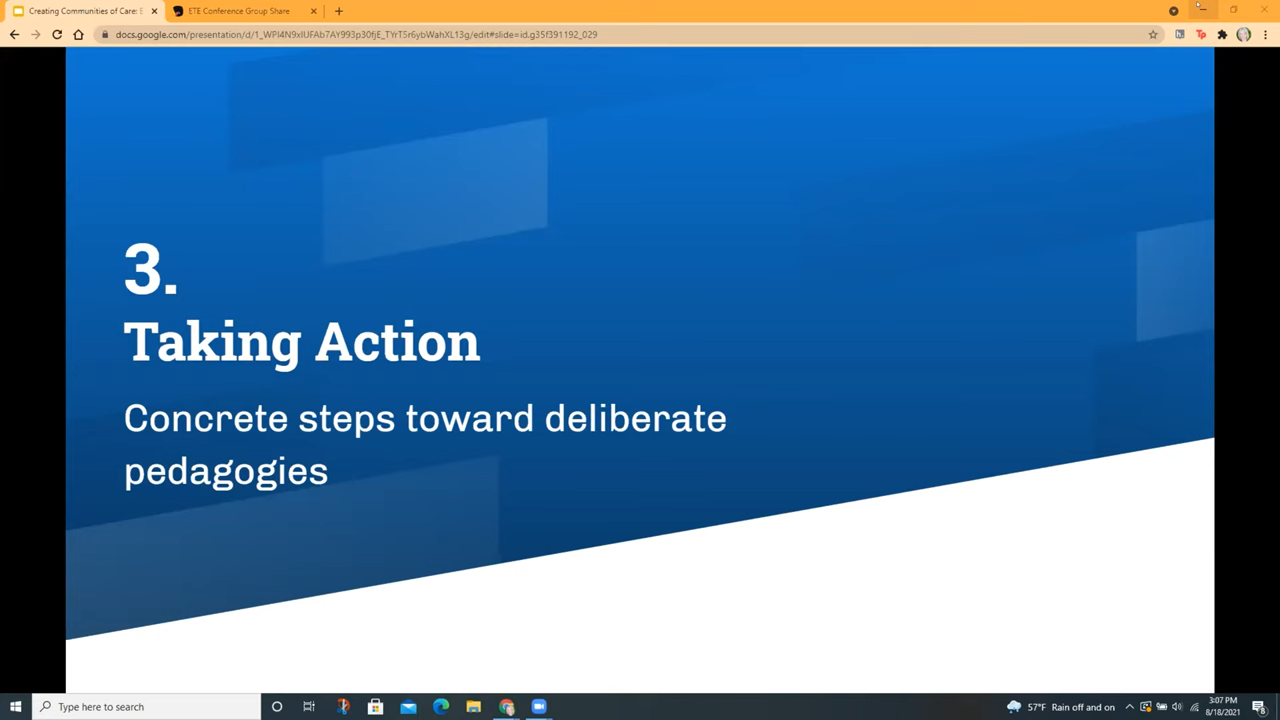 Creating Communities of Care: E
ETE Conference Group Share
docs.google.com/presentation/d/1_WPl4N9xIUFAb7AY993p30fjE_TYrT5r6ybWahXL13g/edit#slide=id.g35f391192_029
3.
Taking Action
Concrete steps toward deliberate
pedagogies
Type here to search
57°F Rain off and on
3:07 PM
8/18/2021